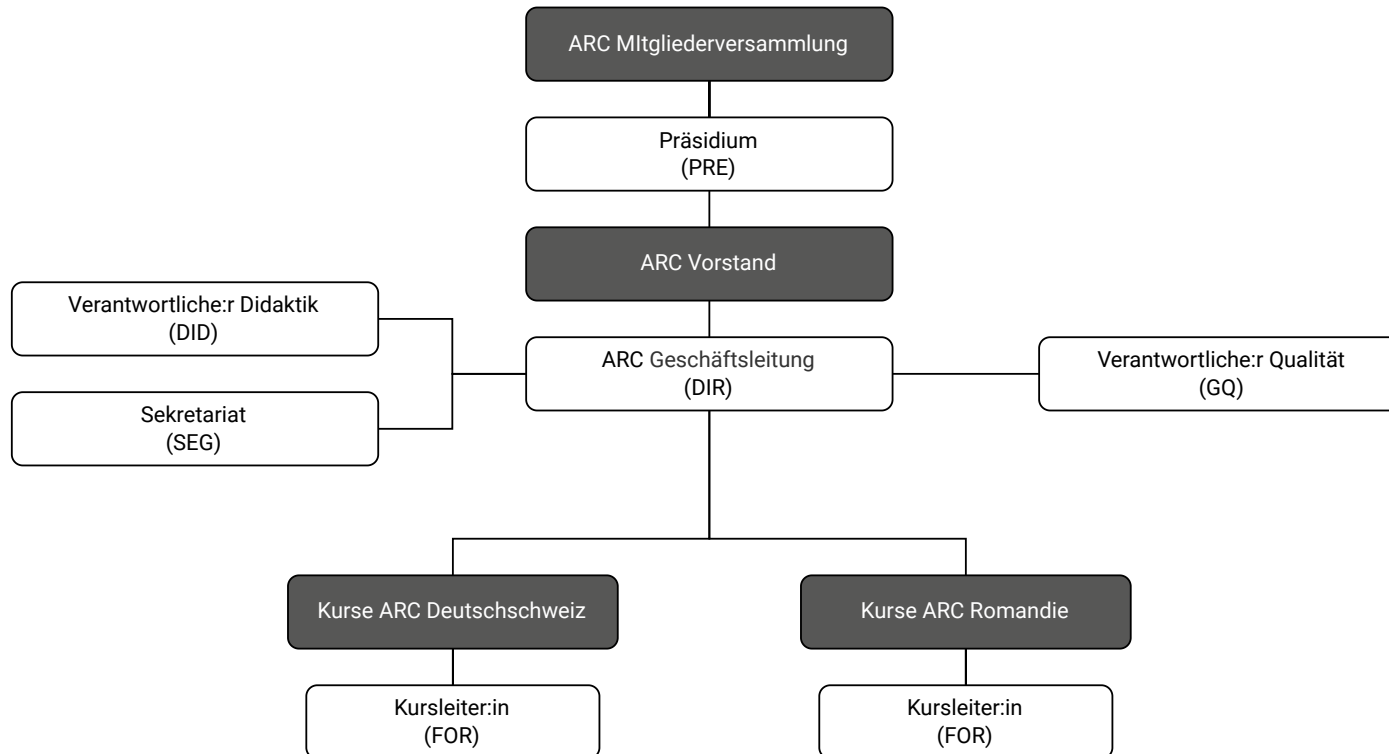 ARC MItgliederversammlung
Präsidium
(PRE)
ARC Vorstand
Verantwortliche:r Didaktik
(DID)
ARC Geschäftsleitung
(DIR)
Verantwortliche:r Qualität
(GQ)
Sekretariat
(SEG)
Kurse ARC Deutschschweiz
Kurse ARC Romandie
Kursleiter:in
(FOR)
Kursleiter:in
(FOR)